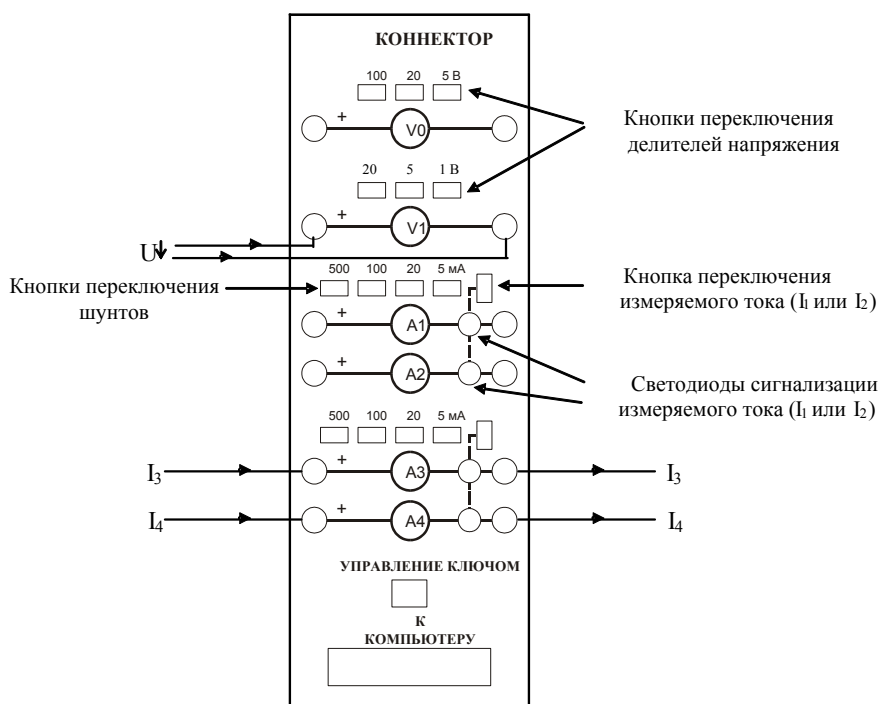 КОННЕКТОР
100 20 5 В
+ V0
Кнопки переключения
делителей напряжения
20 5 1 В
+ V1
U
500 100 20 5 мА
Кнопки переключения
шунтов
Кнопка переключения
измеряемого тока (I₁ или I₂)
+ A1
+ A2
Светодиоды сигнализации
измеряемого тока (I₁ или I₂)
500 100 20 5 мА
I₃ + A3 I₃
I₄ + A4 I₄
УПРАВЛЕНИЕ КЛЮЧОМ
К
КОМПЬЮТЕРУ